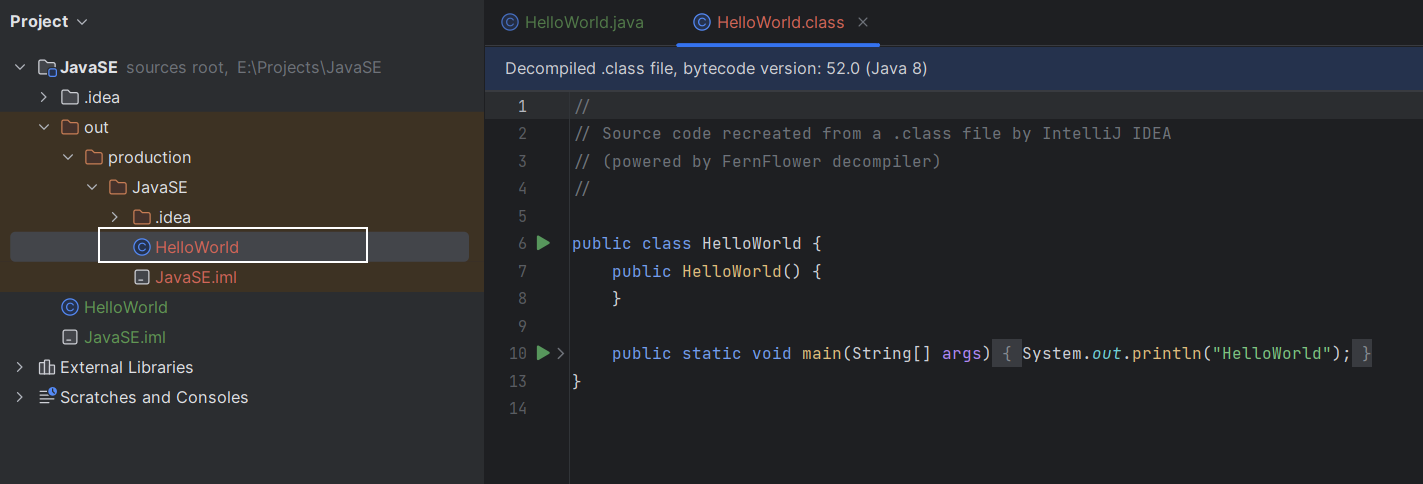 Project
JavaSE sources root, E:\Projects\JavaSE
.idea
out
production
JavaSE
.idea
HelloWorld
JavaSE.iml
HelloWorld
JavaSE.iml
External Libraries
Scratches and Consoles
HelloWorld.java
HelloWorld.class
Decompiled .class file, bytecode version: 52.0 (Java 8)
1 //
2 // Source code recreated from a .class file by IntelliJ IDEA
3 // (powered by FernFlower decompiler)
4 //
5
6 public class HelloWorld {
7 public HelloWorld() {
8 }
9
10 public static void main(String[] args) { System.out.println("HelloWorld"); }
13 }
14